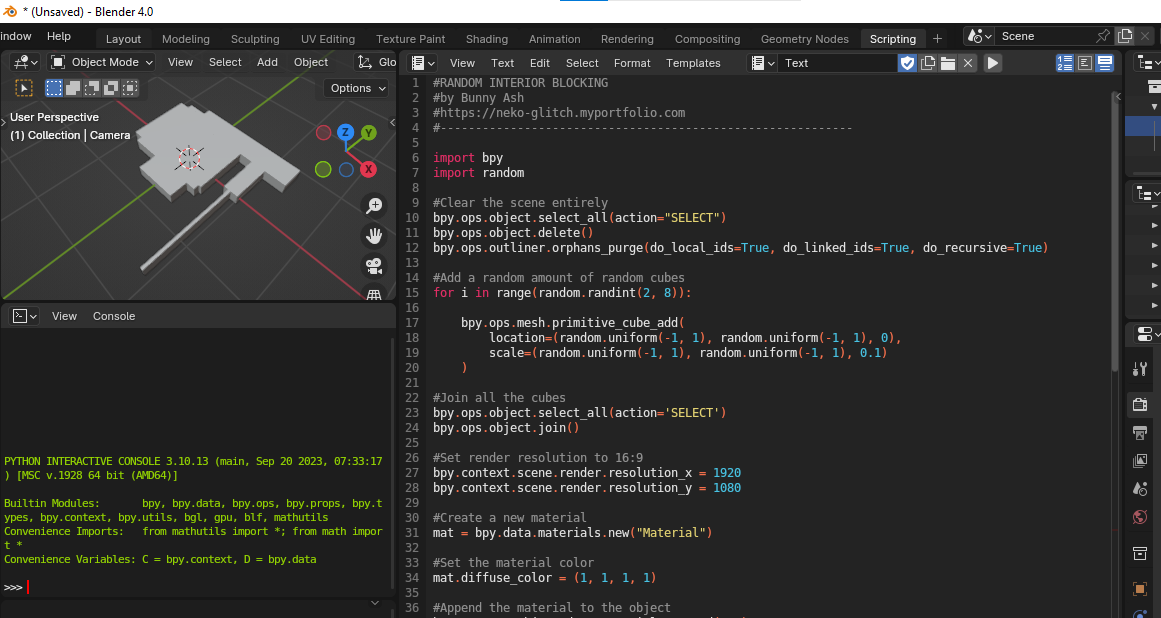 * (Unsaved) - Blender 4.0
indow Help Layout Modeling Sculpting UV Editing Texture Paint Shading Animation Rendering Compositing Geometry Nodes Scripting + Scene
Object Mode View Select Add Object Glo
View Text Edit Select Format Templates Text
Options
User Perspective
(1) Collection | Camera
Z
Y
X
View Console
PYTHON INTERACTIVE CONSOLE 3.10.13 (main, Sep 20 2023, 07:33:17
) [MSC v.1928 64 bit (AMD64)]
Builtin Modules: bpy, bpy.data, bpy.ops, bpy.props, bpy.t
ypes, bpy.context, bpy.utils, bgl, gpu, blf, mathutils
Convenience Imports: from mathutils import *; from math impor
t *
Convenience Variables: C = bpy.context, D = bpy.data
>>>
1 #RANDOM INTERIOR BLOCKING
2 #by Bunny Ash
3 #https://neko-glitch.myportfolio.com
4 #-----------------------------------------------------------
5
6 import bpy
7 import random
8
9 #Clear the scene entirely
10 bpy.ops.object.select_all(action="SELECT")
11 bpy.ops.object.delete()
12 bpy.ops.outliner.orphans_purge(do_local_ids=True, do_linked_ids=True, do_recursive=True)
13
14 #Add a random amount of random cubes
15 for i in range(random.randint(2, 8)):
16
17     bpy.ops.mesh.primitive_cube_add(
18         location=(random.uniform(-1, 1), random.uniform(-1, 1), 0),
19         scale=(random.uniform(-1, 1), random.uniform(-1, 1), 0.1)
20     )
21
22 #Join all the cubes
23 bpy.ops.object.select_all(action='SELECT')
24 bpy.ops.object.join()
25
26 #Set render resolution to 16:9
27 bpy.context.scene.render.resolution_x = 1920
28 bpy.context.scene.render.resolution_y = 1080
29
30 #Create a new material
31 mat = bpy.data.materials.new("Material")
32
33 #Set the material color
34 mat.diffuse_color = (1, 1, 1, 1)
35
36 #Append the material to the object